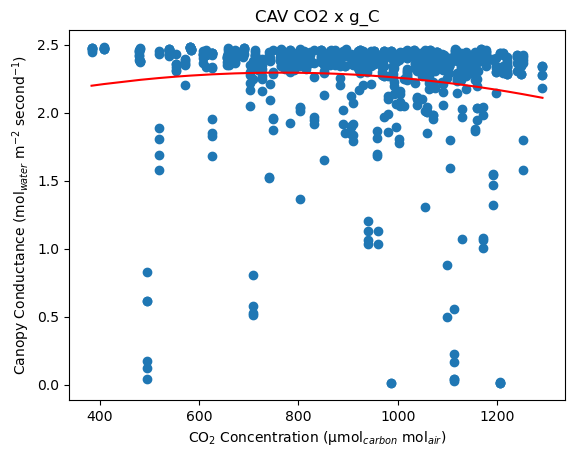 CAV CO2 x g_C
Canopy Conductance (mol_water m⁻² second⁻¹)
2.5
2.0
1.5
1.0
0.5
0.0
400 600 800 1000 1200
CO₂ Concentration (μmol_carbon mol_air)